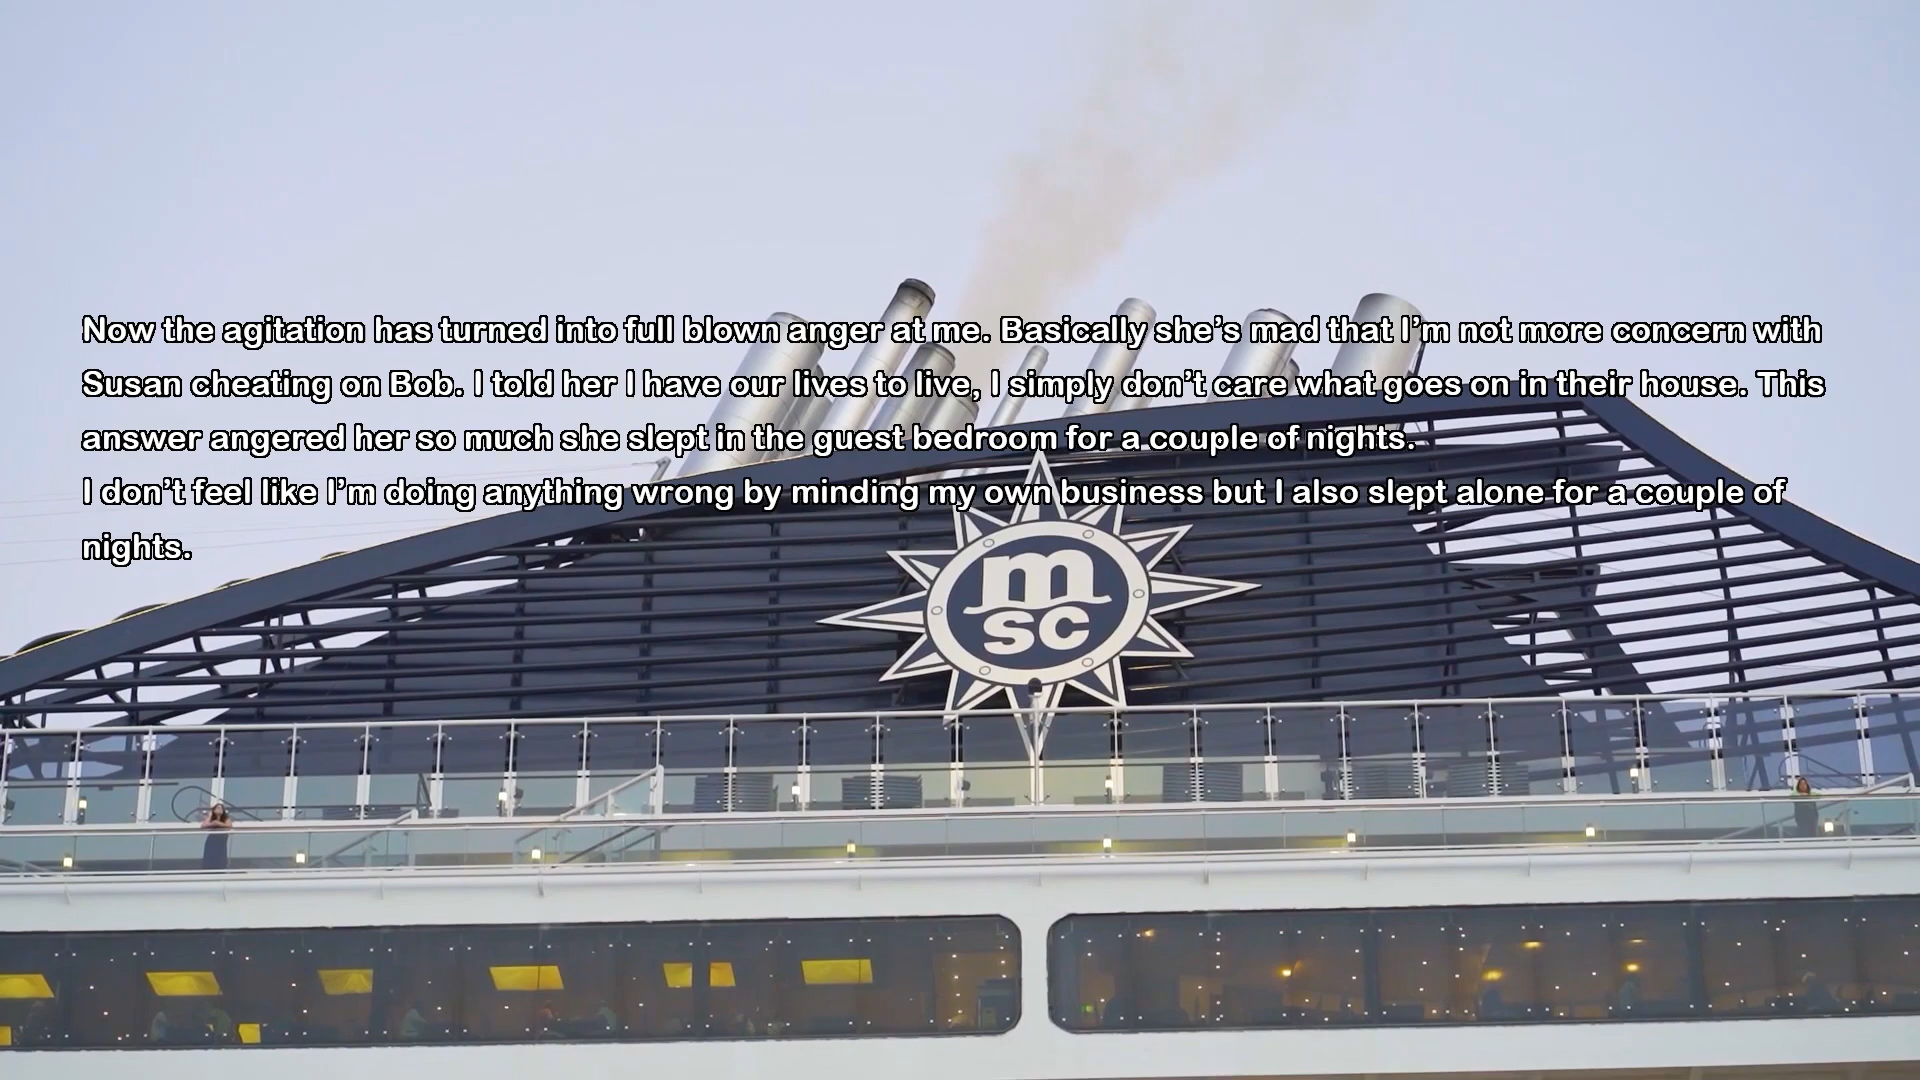 Now the agitation has turned into full blown anger at me. Basically she's mad that I'm not more concern with
Susan cheating on Bob. I told her I have our lives to live, I simply don't care what goes on in their house. This
answer angered her so much she slept in the guest bedroom for a couple of nights.
I don't feel like I'm doing anything wrong by minding my own business but I also slept alone for a couple of
nights.
m
sc